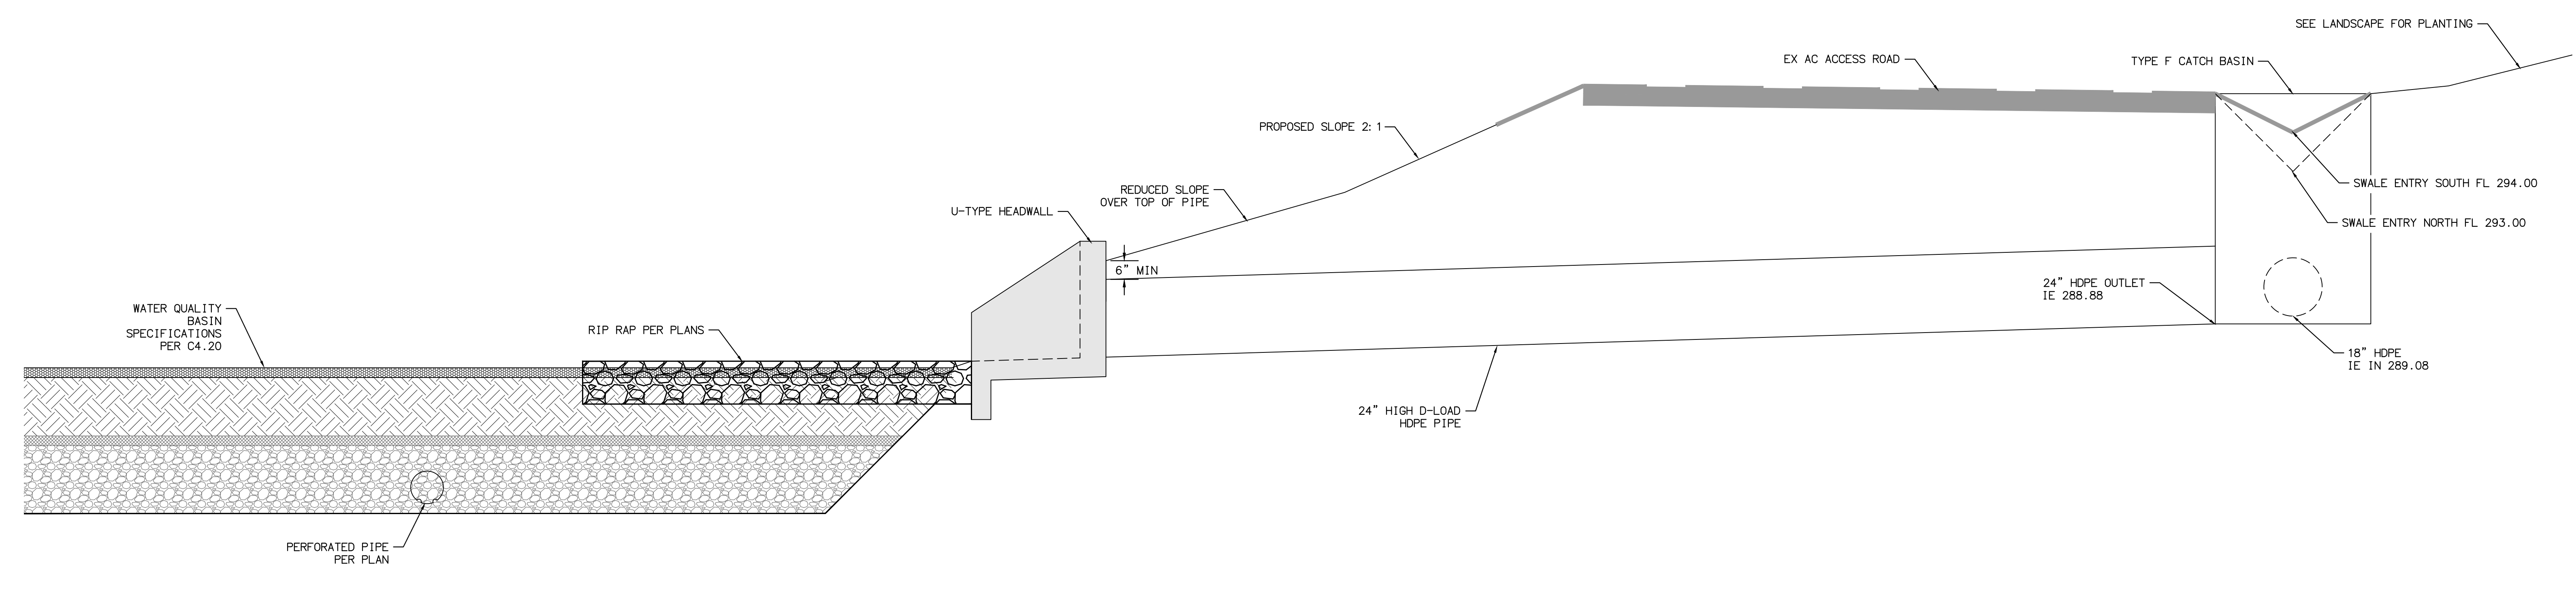 SEE LANDSCAPE FOR PLANTING
EX AC ACCESS ROAD
TYPE F CATCH BASIN
PROPOSED SLOPE 2:1
REDUCED SLOPE
OVER TOP OF PIPE
U-TYPE HEADWALL
SWALE ENTRY SOUTH FL 294.00
SWALE ENTRY NORTH FL 293.00
6" MIN
24" HDPE OUTLET
IE 288.88
WATER QUALITY
BASIN
SPECIFICATIONS
PER C4.20
RIP RAP PER PLANS
18" HDPE
IE IN 289.08
24" HIGH D-LOAD
HDPE PIPE
PERFORATED PIPE
PER PLAN